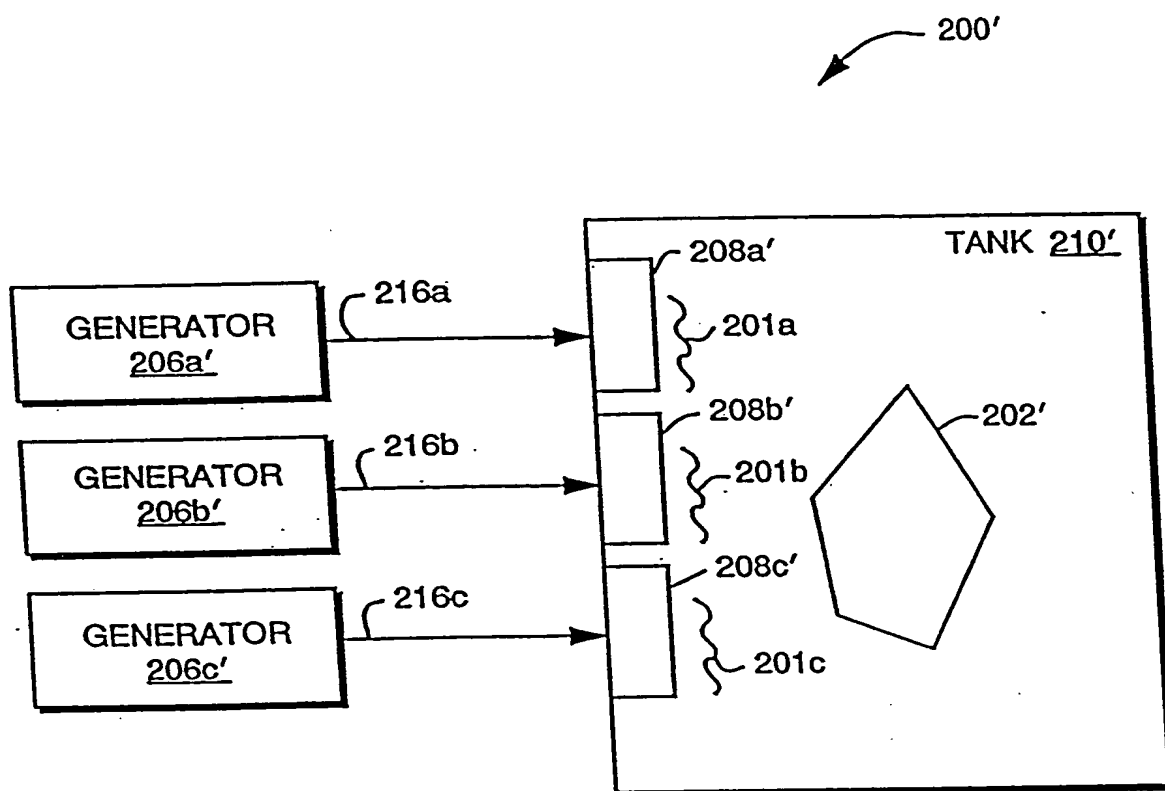 200'
TANK 210'
208a'
216a
GENERATOR
206a'
201a
208b'
202'
216b
GENERATOR
206b'
201b
208c'
216c
GENERATOR
206c'
201c